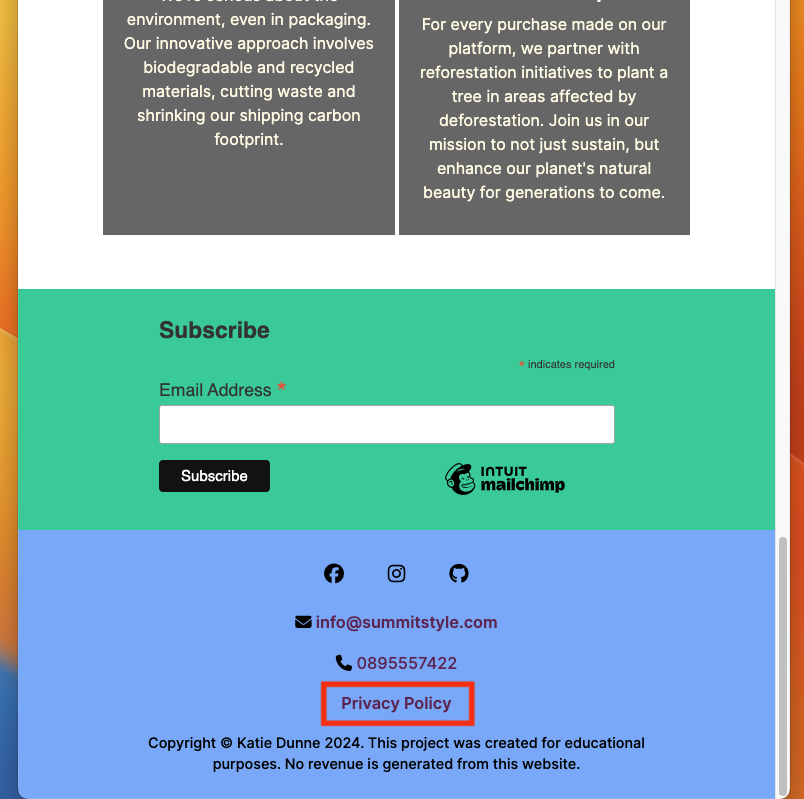 environment, even in packaging.
Our innovative approach involves
biodegradable and recycled
materials, cutting waste and
shrinking our shipping carbon
footprint.
For every purchase made on our
platform, we partner with
reforestation initiatives to plant a
tree in areas affected by
deforestation. Join us in our
mission to not just sustain, but
enhance our planet's natural
beauty for generations to come.
Subscribe
* indicates required
Email Address *
Subscribe
INTUIT
mailchimp
info@summitstyle.com
0895557422
Privacy Policy
Copyright © Katie Dunne 2024. This project was created for educational
purposes. No revenue is generated from this website.